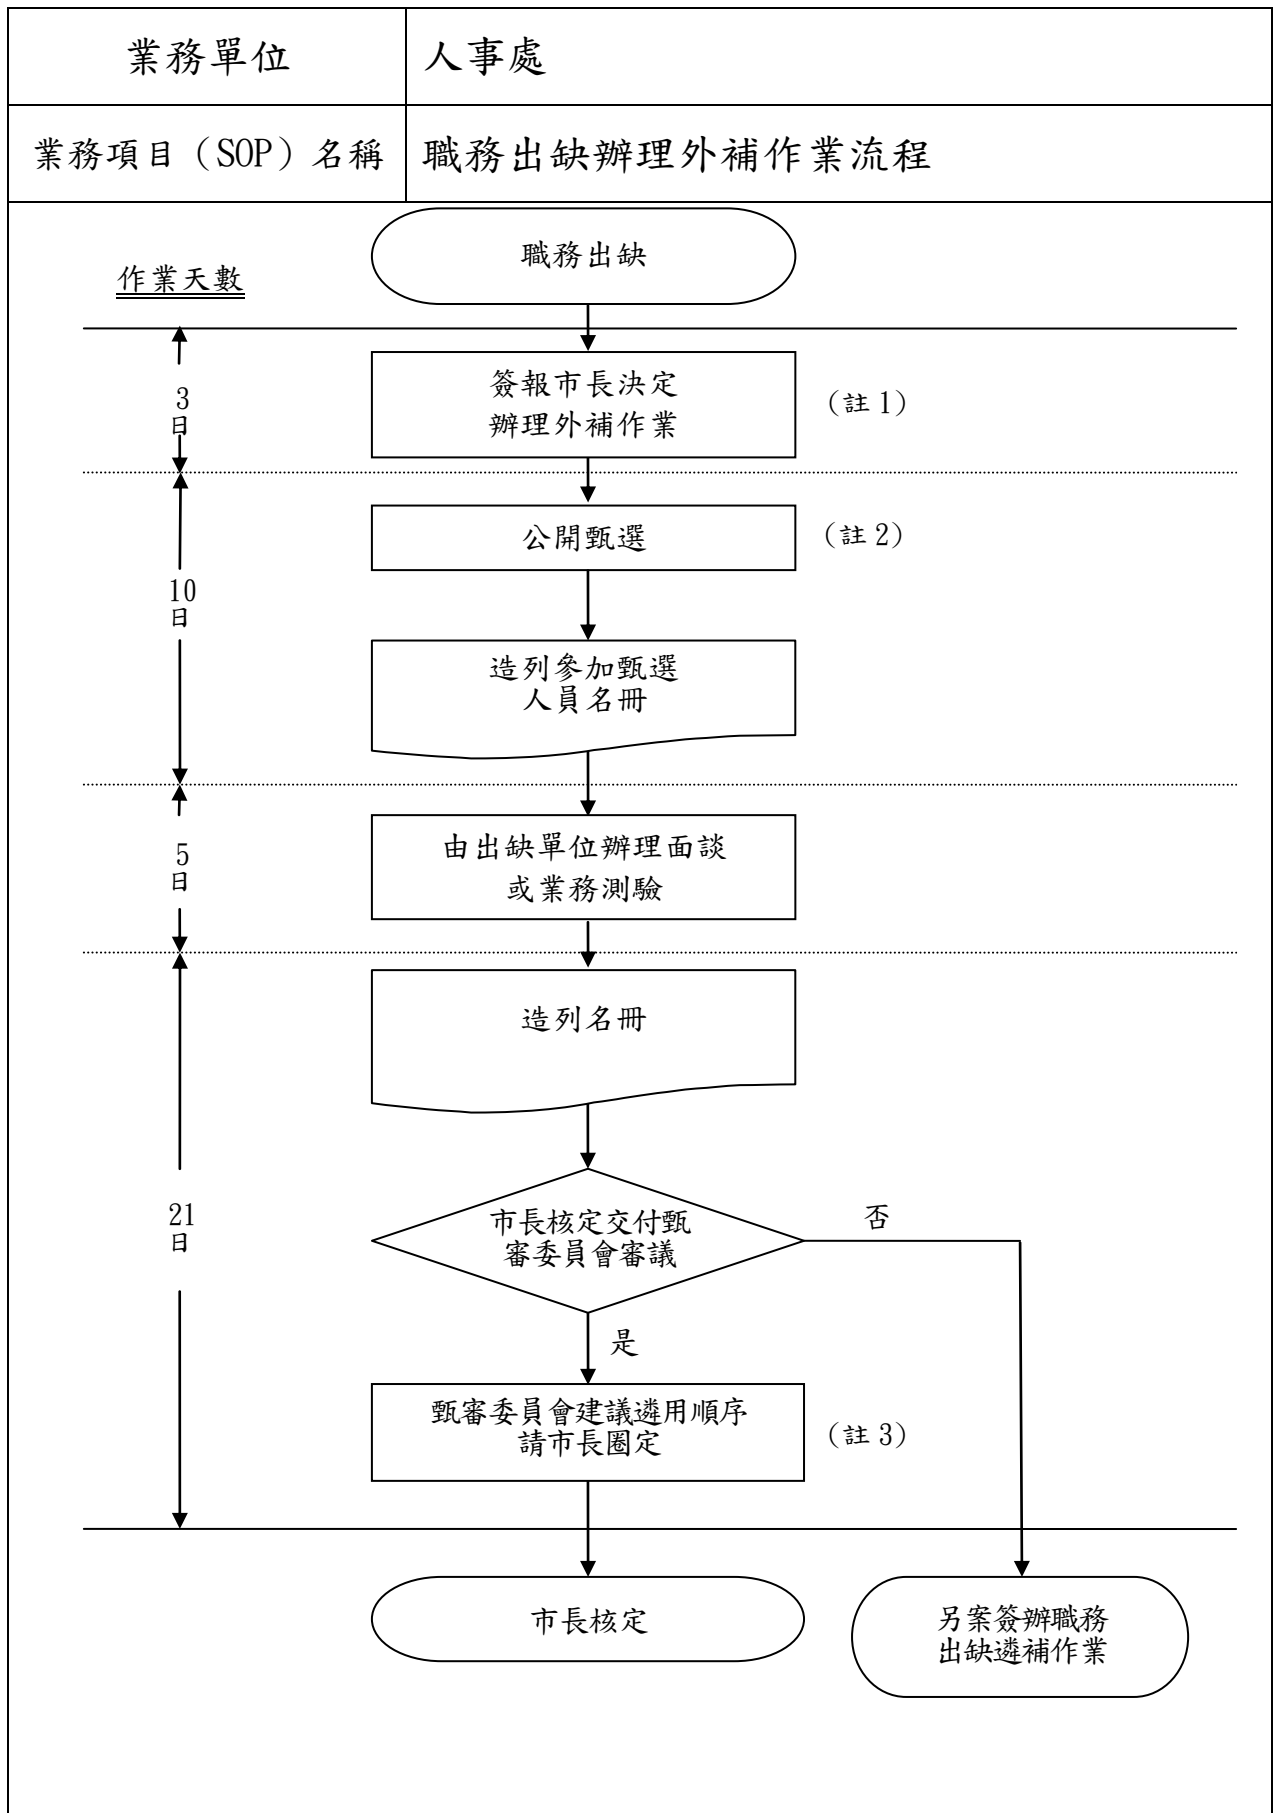 業務單位
人事處
業務項目（SOP）名稱
職務出缺辦理外補作業流程
職務出缺
作業天數
3
日
簽報市長決定
辦理外補作業
（註 1）
公開甄選
（註 2）
10
日
造列參加甄選
人員名冊
5
日
由出缺單位辦理面談
或業務測驗
造列名冊
21
日
市長核定交付甄
審委員會審議
否
是
甄審委員會建議遴用順序
請市長圈定
（註 3）
市長核定
另案簽辦職務
出缺遴補作業